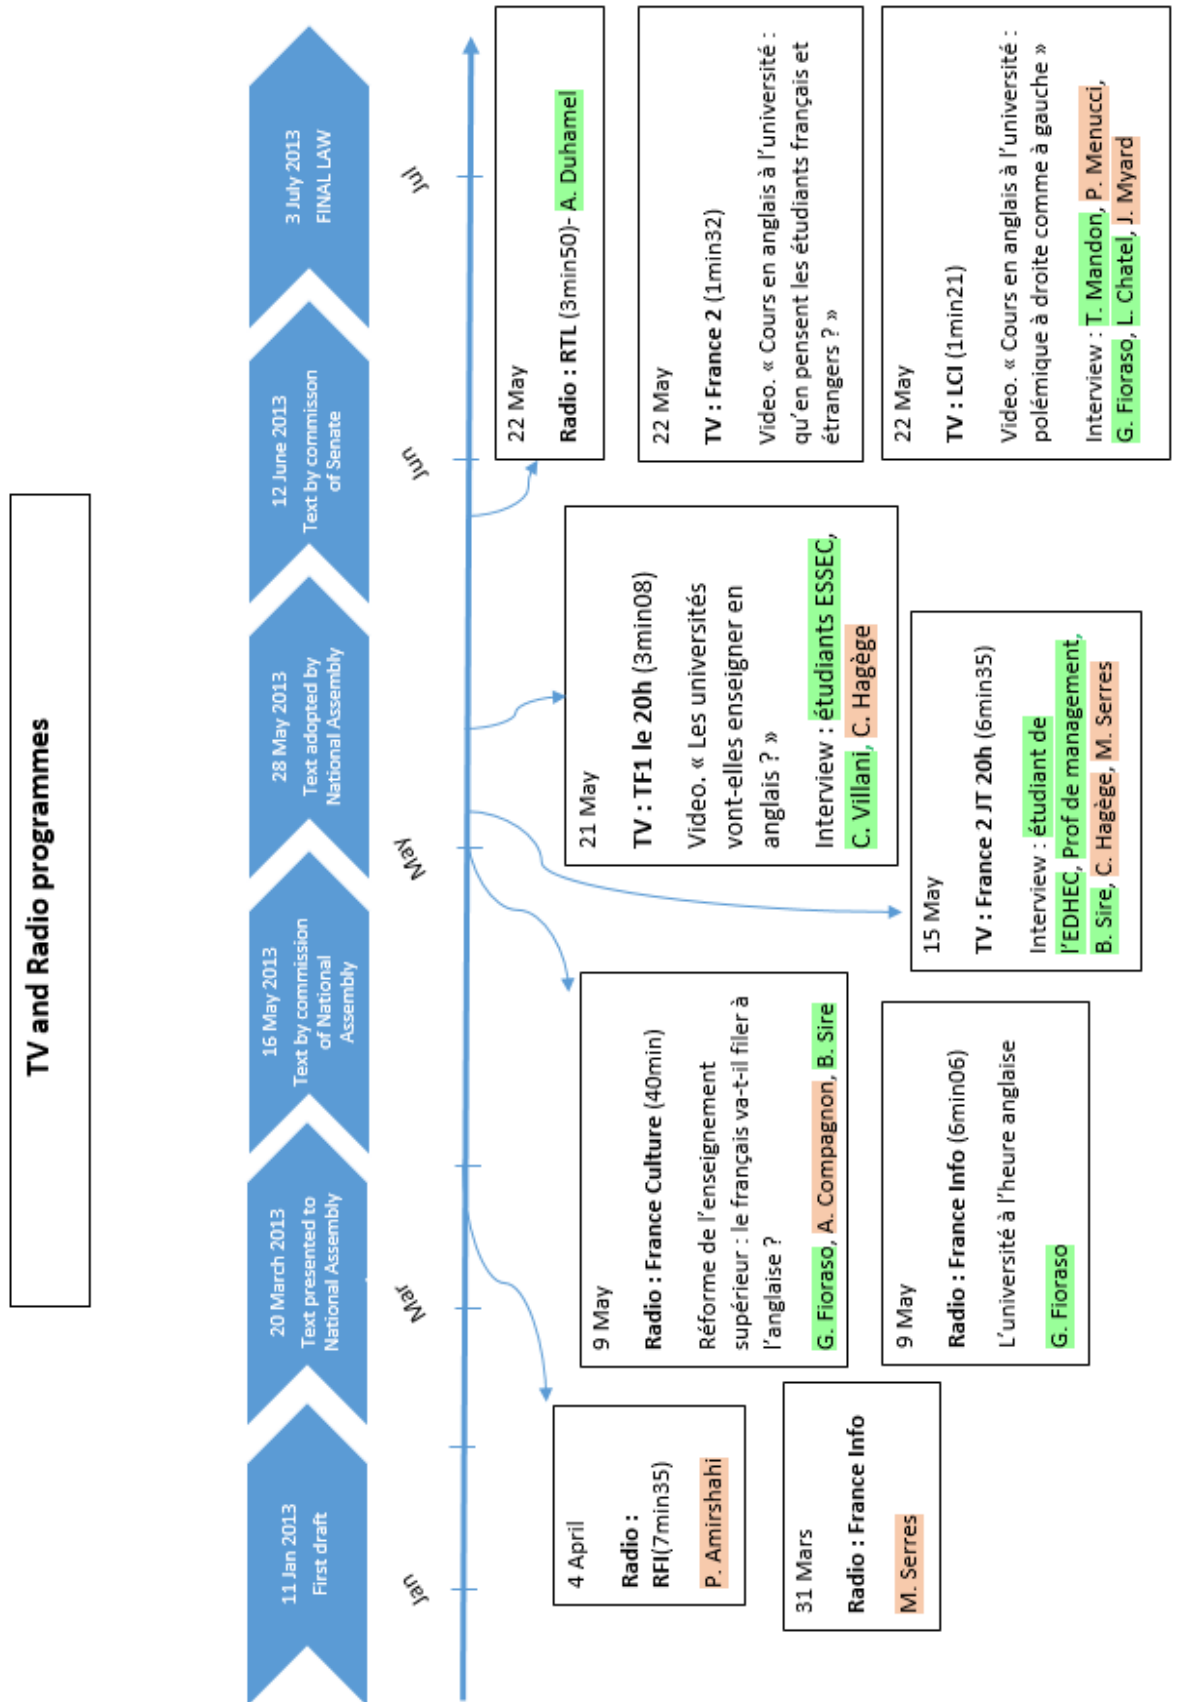 TV and Radio programmes
11 Jan 2013
First draft
20 March 2013
Text presented to
National Assembly
16 May 2013
Text by commission
of National
Assembly
28 May 2013
Text adopted by
National Assembly
12 June 2013
Text by commisson
of Senate
3 July 2013
FINAL LAW
Jan
Mar
May
Jun
Jul
4 April
Radio :
RFI(7min35)
P. Amirshahi
31 Mars
Radio : France Info
M. Serres
9 May
Radio : France Culture (40min)
Réforme de l’enseignement
supérieur : le français va-t-il filer à
l’anglaise ?
G. Fioraso, A. Compagnon, B. Sire
9 May
Radio : France Info (6min06)
L’université à l’heure anglaise
G. Fioraso
21 May
TV : TF1 le 20h (3min08)
Video. « Les universités
vont-elles enseigner en
anglais ? »
Interview : étudiants ESSEC,
C. Villani, C. Hagège
15 May
TV : France 2 JT 20h (6min35)
Interview : étudiant de
l’EDHEC, Prof de management,
B. Sire, C. Hagège, M. Serres
22 May
Radio : RTL (3min50)- A. Duhamel
22 May
TV : France 2 (1min32)
Video. « Cours en anglais à l’université :
qu’en pensent les étudiants français et
étrangers ? »
22 May
TV : LCI (1min21)
Video. « Cours en anglais à l’université :
polémique à droite comme à gauche »
Interview : T. Mandon, P. Menucci,
G. Fioraso, L. Chatel, J. Myard